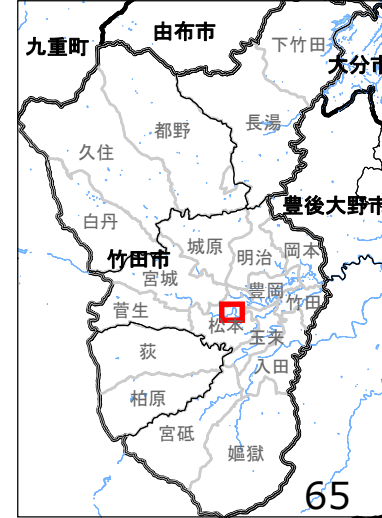 九重町
由布市
下竹田
大分市
長湯
都野
久住
白丹
豊後大野市
城原
明治
岡本
竹田市
宮城
豊岡
竹田
菅生
松本
玉来
荻
入田
柏原
宮砥
嫗獄
65